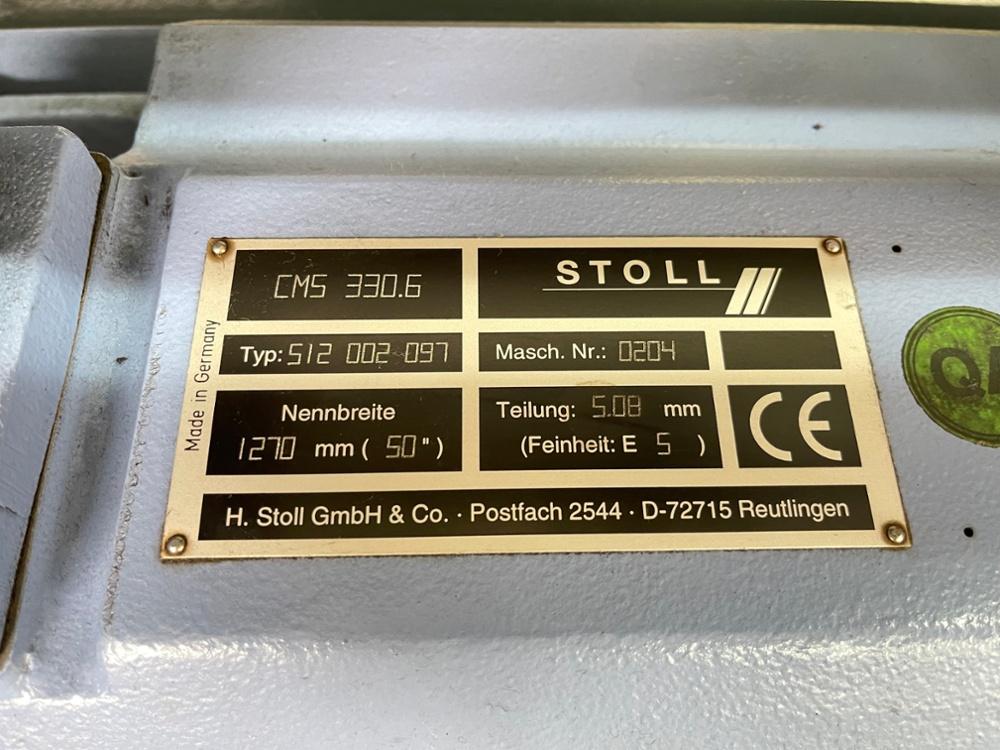 CMS 330.6
STOLL
Made in Germany
Typ: 512 002 097
Masch. Nr.: 0204
Nennbreite
1270 mm ( 50 " )
Teilung: 5.08 mm
(Feinheit: E 5 )
CE
H. Stoll GmbH & Co. · Postfach 2544 · D-72715 Reutlingen